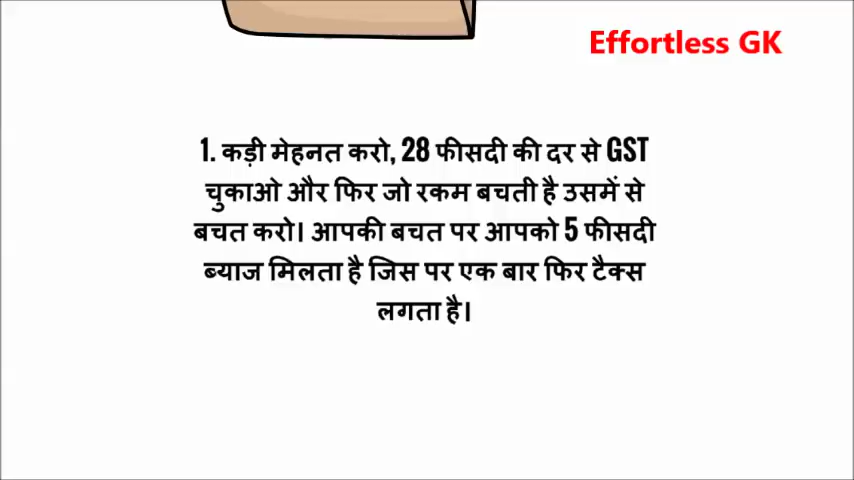 Effortless GK
1. कड़ी मेहनत करो, 28 फीसदी की दर से GST
चुकाओ और फिर जो रकम बचती है उसमें से
बचत करो। आपकी बचत पर आपको 5 फीसदी
ब्याज मिलता है जिस पर एक बार फिर टैक्स
लगता है।